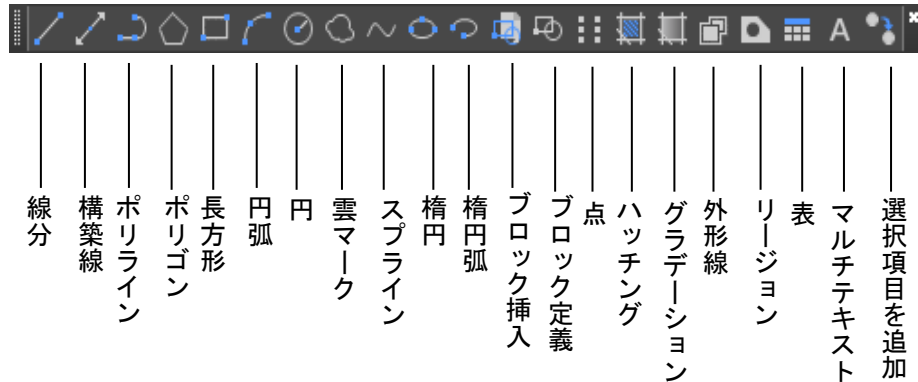 線分
構築線
ポリライン
ポリゴン
長方形
円弧
円
雲マーク
スプライン
楕円
楕円弧
ブロック挿入
ブロック定義
点
ハッチング
グラデーション
外形線
リージョン
表
マルチテキスト
選択項目を追加